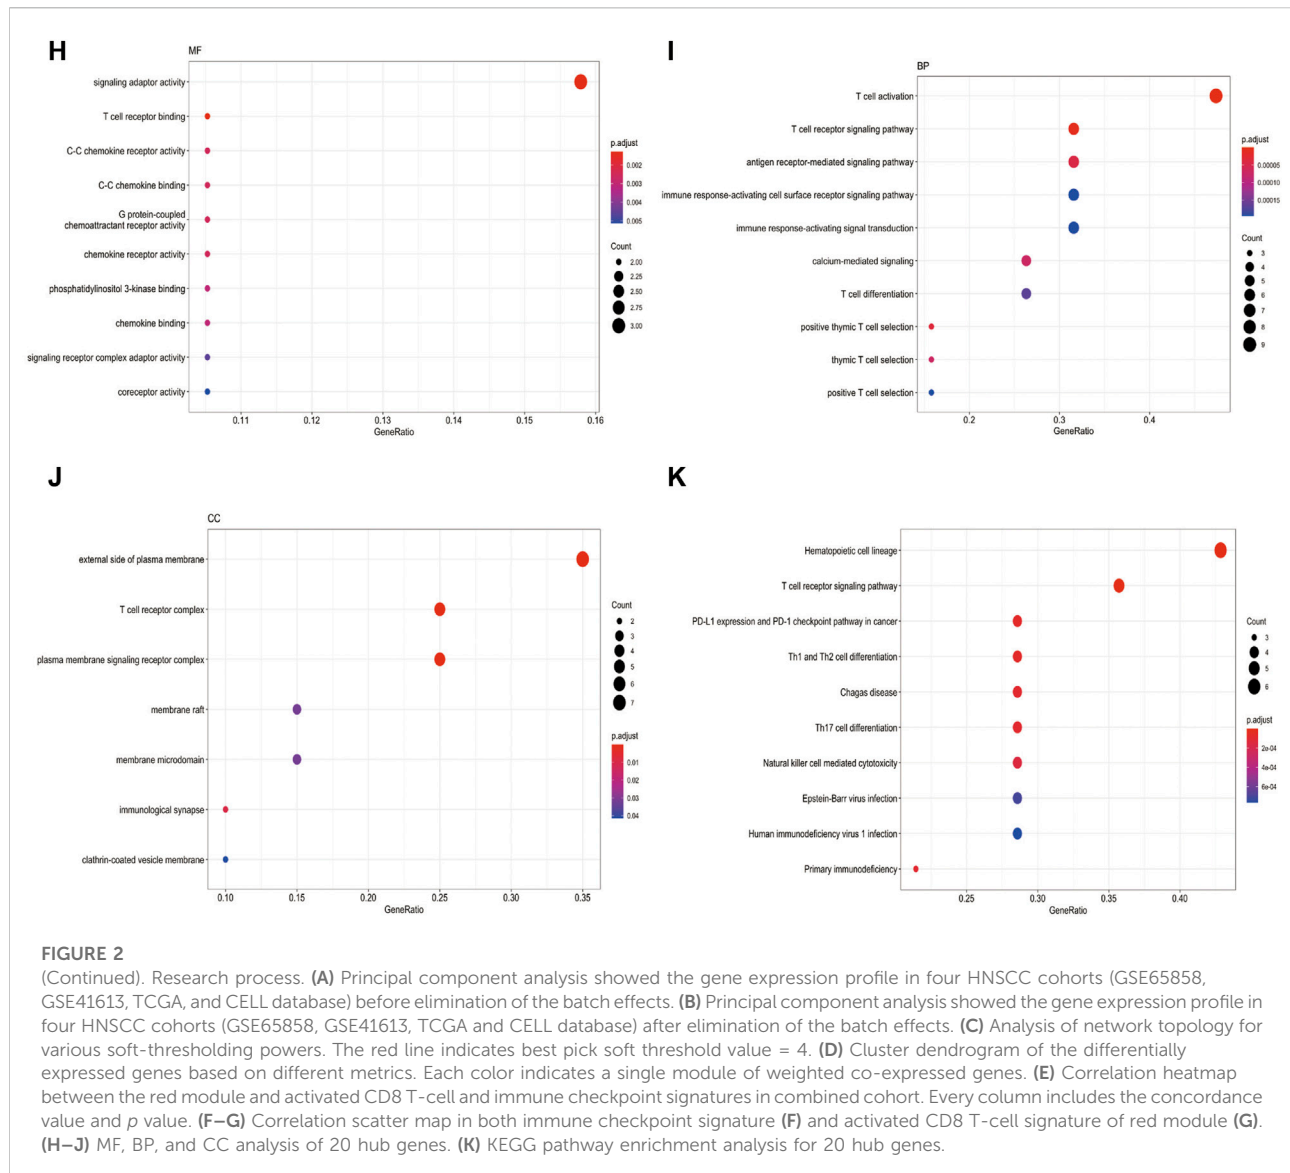 H
MF
signaling adaptor activity
T cell receptor binding
C-C chemokine receptor activity
C-C chemokine binding
G protein-coupled
chemoattractant receptor activity
chemokine receptor activity
phosphatidylinositol 3-kinase binding
chemokine binding
signaling receptor complex adaptor activity
coreceptor activity
0.11 0.12 0.13 0.14 0.15 0.16
GeneRatio
p.adjust
0.002
0.003
0.004
0.005
Count
2.00
2.25
2.50
2.75
3.00
I
BP
T cell activation
T cell receptor signaling pathway
antigen receptor-mediated signaling pathway
immune response-activating cell surface receptor signaling pathway
immune response-activating signal transduction
calcium-mediated signaling
T cell differentiation
positive thymic T cell selection
thymic T cell selection
positive T cell selection
0.2 0.3 0.4
GeneRatio
p.adjust
0.00005
0.00010
0.00015
Count
3
4
5
6
7
8
9
J
CC
external side of plasma membrane
T cell receptor complex
plasma membrane signaling receptor complex
membrane raft
membrane microdomain
immunological synapse
clathrin-coated vesicle membrane
0.10 0.15 0.20 0.25 0.30 0.35
GeneRatio
Count
2
3
4
5
6
7
p.adjust
0.01
0.02
0.03
0.04
K
Hematopoietic cell lineage
T cell receptor signaling pathway
PD-L1 expression and PD-1 checkpoint pathway in cancer
Th1 and Th2 cell differentiation
Chagas disease
Th17 cell differentiation
Natural killer cell mediated cytotoxicity
Epstein-Barr virus infection
Human immunodeficiency virus 1 infection
Primary immunodeficiency
0.25 0.30 0.35 0.40
GeneRatio
Count
3
4
5
6
p.adjust
2e-04
4e-04
6e-04
FIGURE 2
(Continued). Research process. (A) Principal component analysis showed the gene expression profile in four HNSCC cohorts (GSE65858,
GSE41613, TCGA, and CELL database) before elimination of the batch effects. (B) Principal component analysis showed the gene expression profile in
four HNSCC cohorts (GSE65858, GSE41613, TCGA and CELL database) after elimination of the batch effects. (C) Analysis of network topology for
various soft-thresholding powers. The red line indicates best pick soft threshold value = 4. (D) Cluster dendrogram of the differentially
expressed genes based on different metrics. Each color indicates a single module of weighted co-expressed genes. (E) Correlation heatmap
between the red module and activated CD8 T-cell and immune checkpoint signatures in combined cohort. Every column includes the concordance
value and p value. (F–G) Correlation scatter map in both immune checkpoint signature (F) and activated CD8 T-cell signature of red module (G).
(H–J) MF, BP, and CC analysis of 20 hub genes. (K) KEGG pathway enrichment analysis for 20 hub genes.